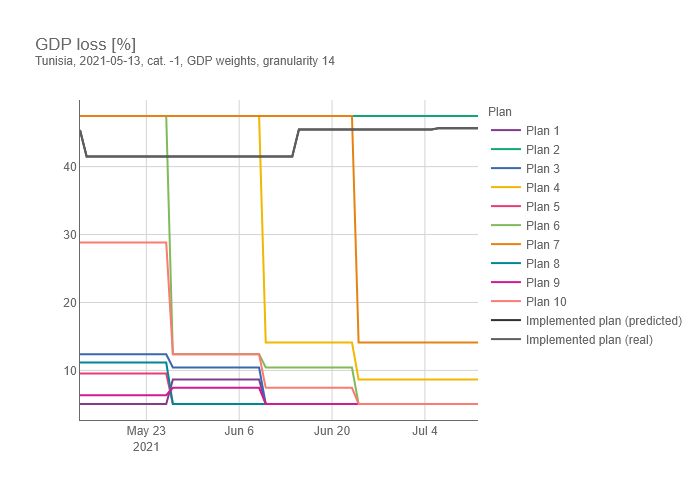 GDP loss [%]
Tunisia, 2021-05-13, cat. -1, GDP weights, granularity 14
Plan
Plan 1
Plan 2
Plan 3
Plan 4
Plan 5
Plan 6
Plan 7
Plan 8
Plan 9
Plan 10
Implemented plan (predicted)
Implemented plan (real)
40
30
20
10
May 23
2021
Jun 6
Jun 20
Jul 4